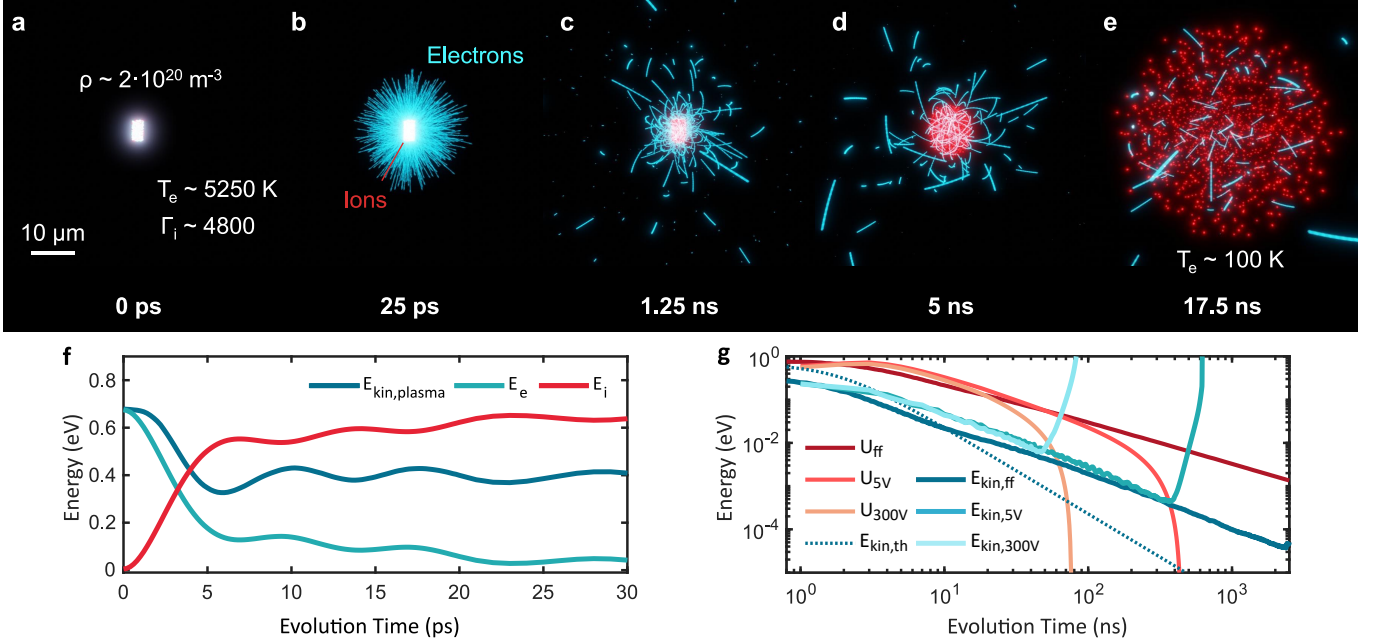 a
b
c
d
e
ρ ~ 2·10²⁰ m⁻³
Electrons
Tₑ ~ 5250 K
Γᵢ ~ 4800
Ions
10 µm
Tₑ ~ 100 K
0 ps
25 ps
1.25 ns
5 ns
17.5 ns
f
E_kin,plasma
E_e
E_i
Energy (eV)
0.8
0.6
0.4
0.2
0
0 5 10 15 20 25 30
Evolution Time (ps)
g
Energy (eV)
10⁰
10⁻²
10⁻⁴
U_ff
U_5V E_kin,ff
U_300V E_kin,5V
E_kin,th E_kin,300V
10⁰ 10¹ 10² 10³
Evolution Time (ns)